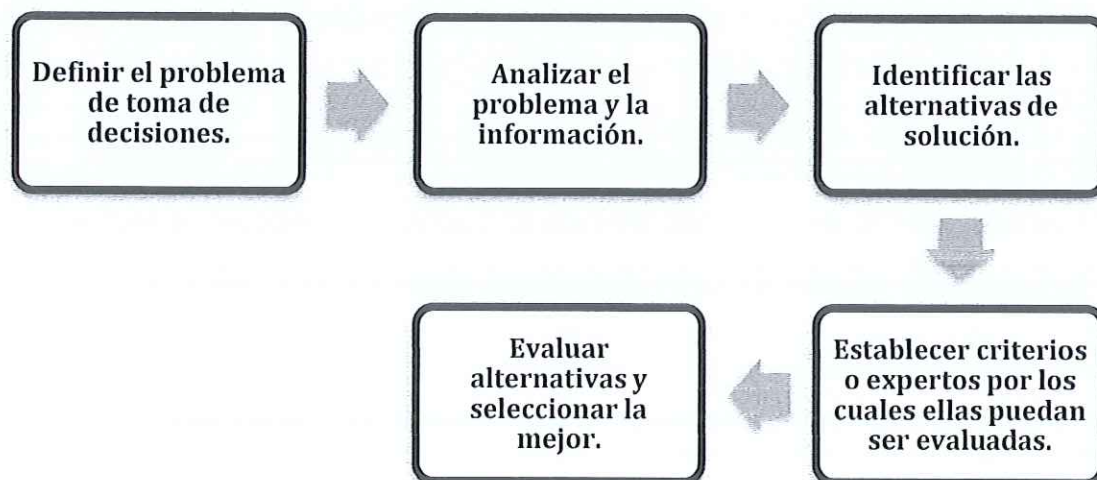 Definir el problema
de toma de
decisiones.
Analizar el
problema y la
información.
Identificar las
alternativas de
solución.
Establecer criterios
o expertos por los
cuales ellas puedan
ser evaluadas.
Evaluar
alternativas y
seleccionar la
mejor.